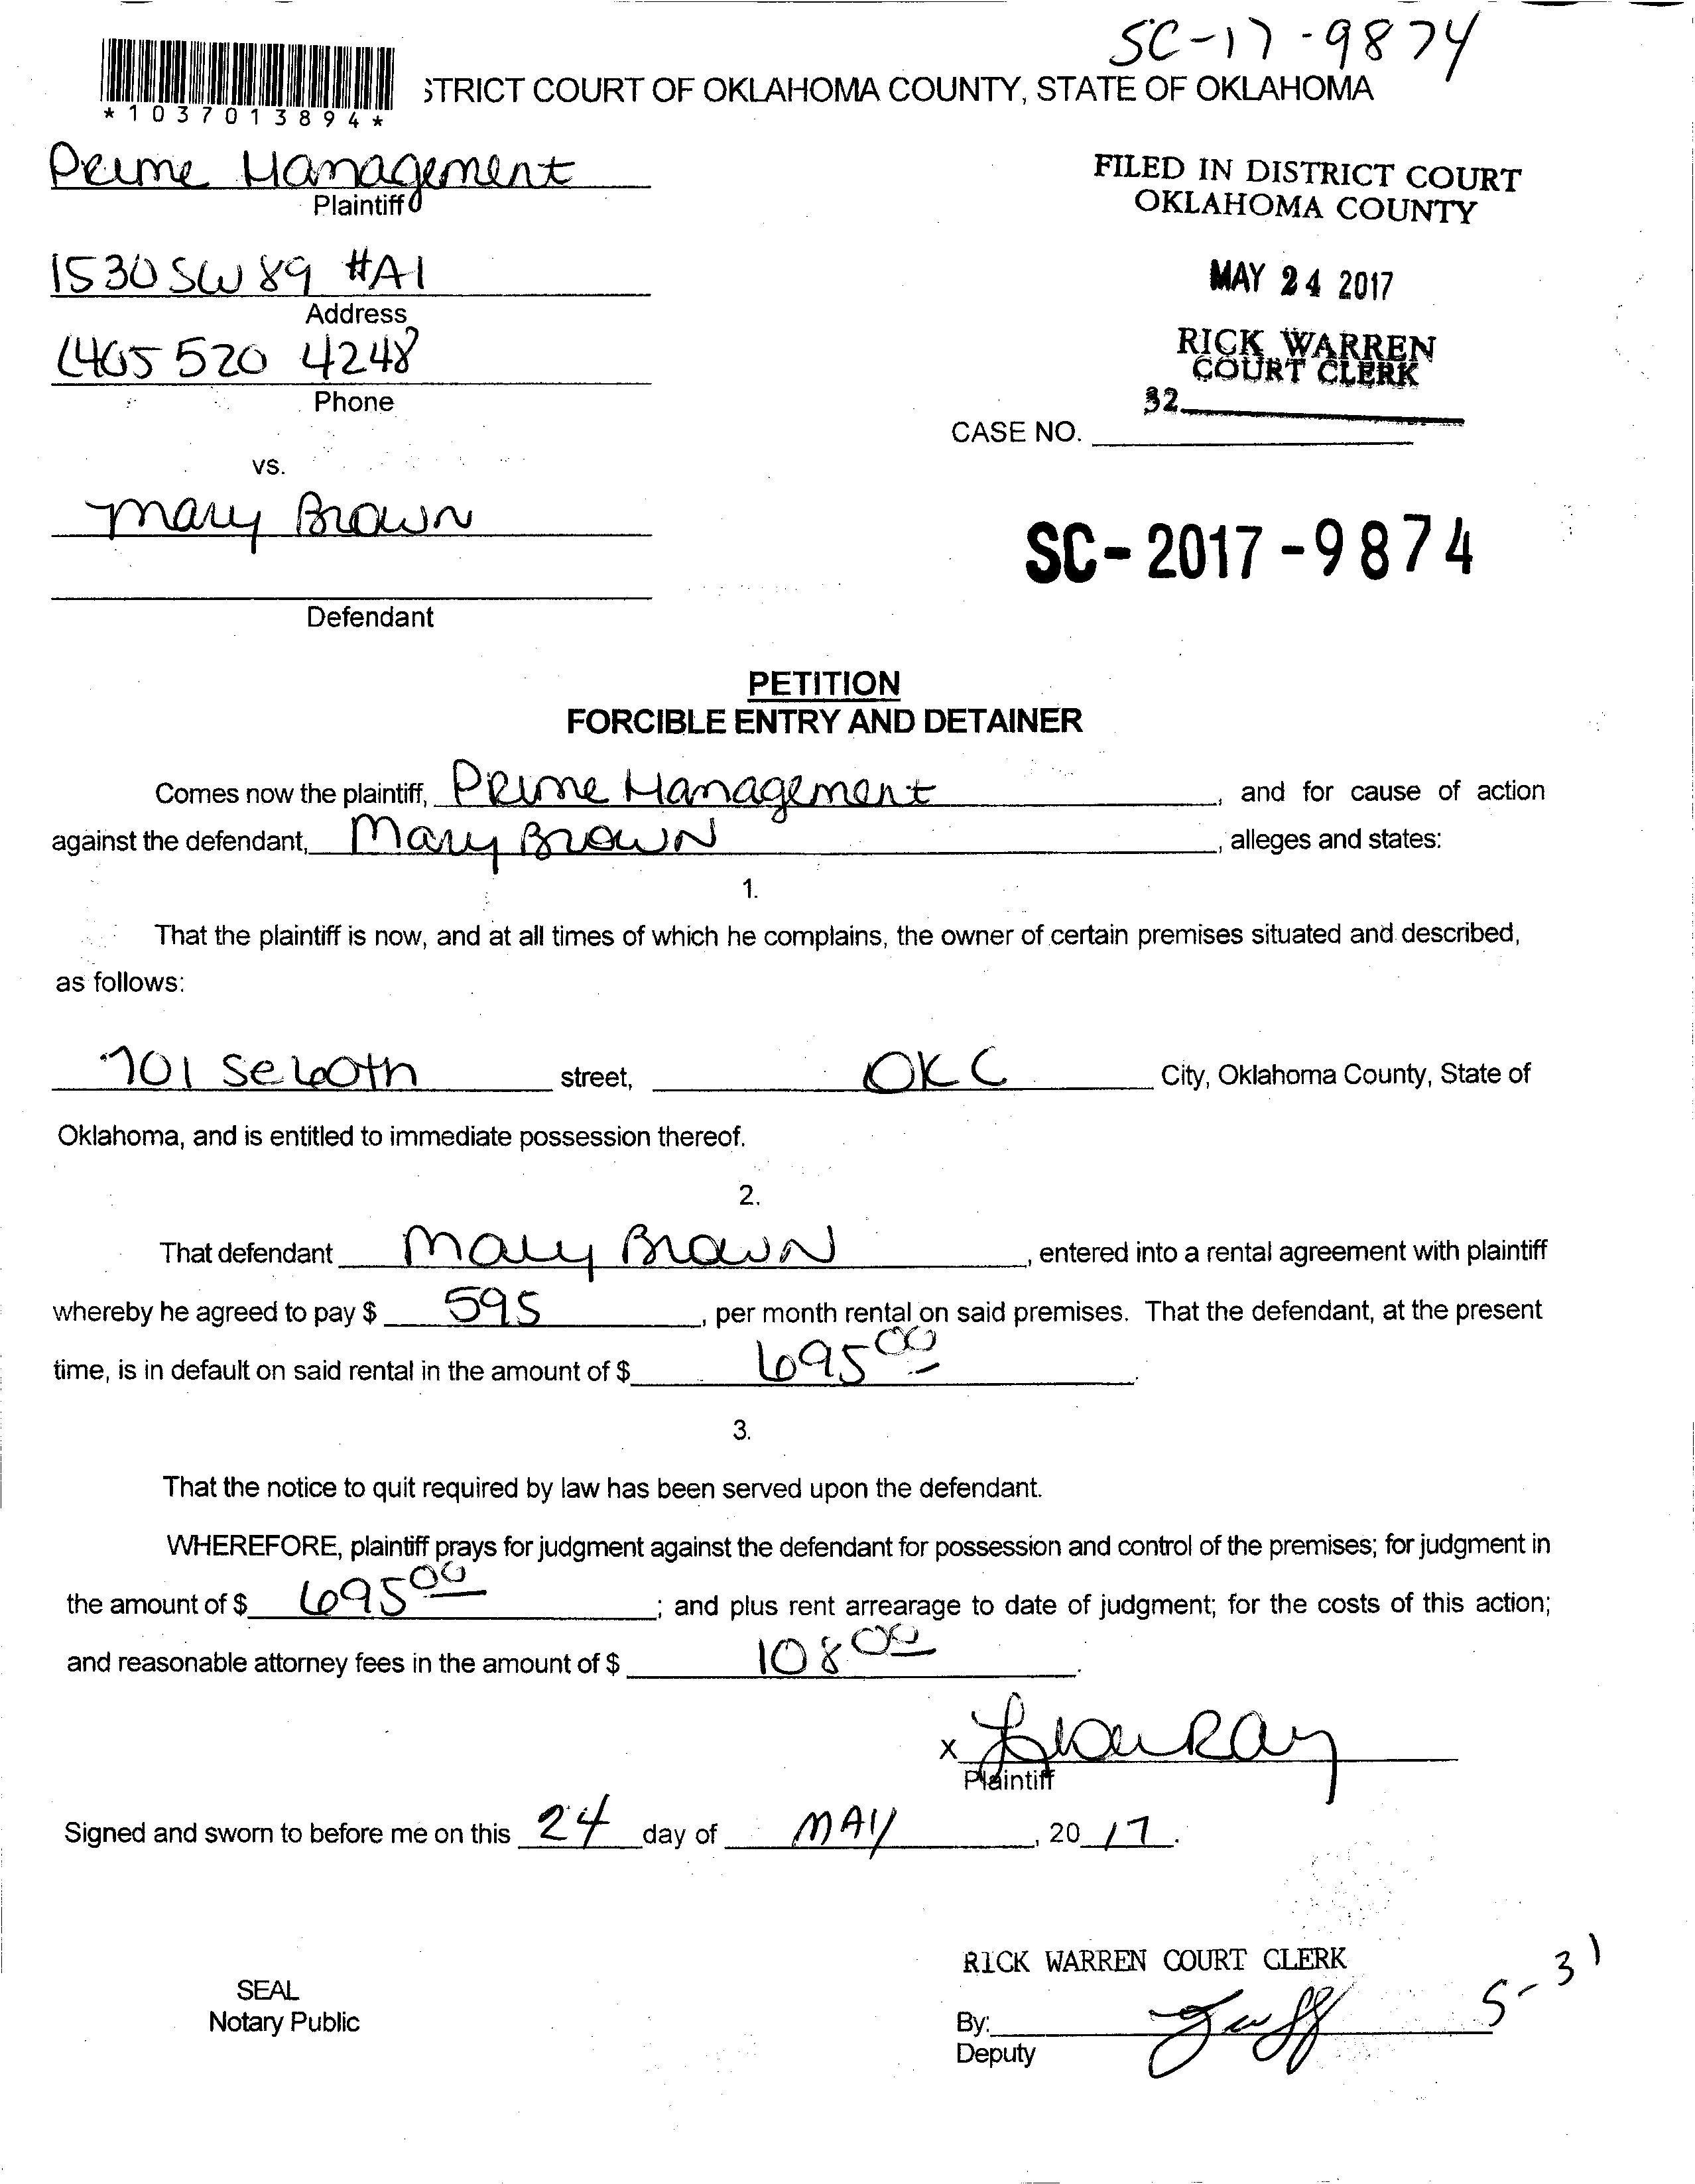 SC-17-9874
STRICT COURT OF OKLAHOMA COUNTY, STATE OF OKLAHOMA
*1037013894*
Prime Management
Plaintiff
FILED IN DISTRICT COURT
OKLAHOMA COUNTY
1530 SW 89 #A1
Address
MAY 24 2017
405 520 4248
Phone
RICK WARREN
COURT CLERK
32
CASE NO.
vs.
Mary Brown
SC-2017-9874
Defendant
PETITION
FORCIBLE ENTRY AND DETAINER
Comes now the plaintiff, Prime Management, and for cause of action
against the defendant, Mary Brown, alleges and states:
1.
That the plaintiff is now, and at all times of which he complains, the owner of certain premises situated and described,
as follows:
701 SE 60th street, OKC City, Oklahoma County, State of
Oklahoma, and is entitled to immediate possession thereof.
2.
That defendant Mary Brown, entered into a rental agreement with plaintiff
whereby he agreed to pay $ 595, per month rental on said premises. That the defendant, at the present
time, is in default on said rental in the amount of $ 695 00.
3.
That the notice to quit required by law has been served upon the defendant.
WHEREFORE, plaintiff prays for judgment against the defendant for possession and control of the premises; for judgment in
the amount of $ 695 00; and plus rent arrearage to date of judgment; for the costs of this action;
and reasonable attorney fees in the amount of $ 108 00.
x
Plaintiff
Signed and sworn to before me on this 24 day of MAY, 20 17.
RICK WARREN COURT CLERK
5-31
SEAL
Notary Public
By:
Deputy